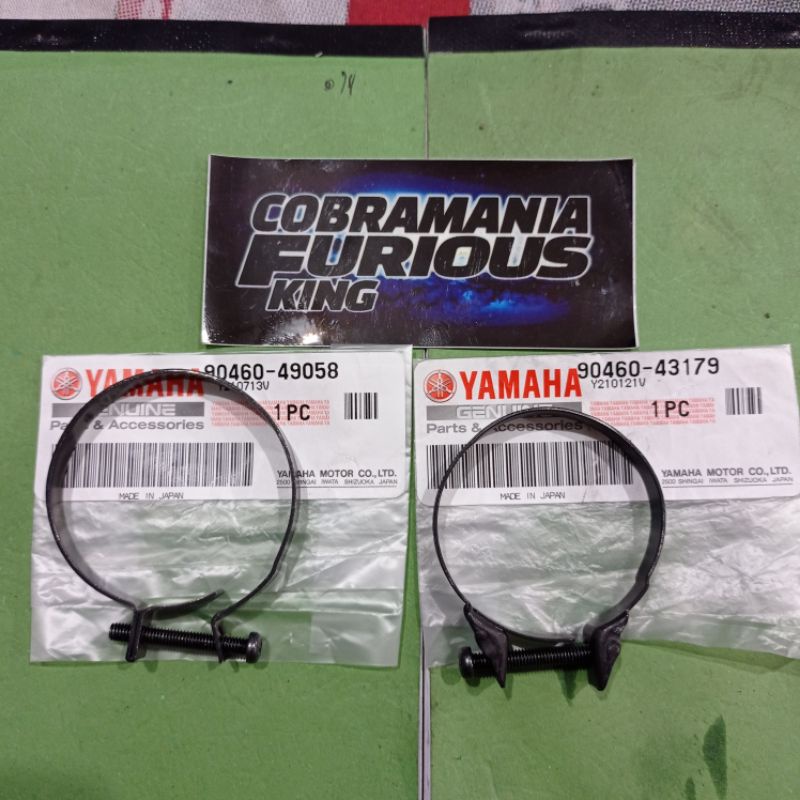 COBRAMANIA
FURIOUS
KING
YAMAHA
90460-49058
GENUINE
1 PC
Parts & Accessories
YAMAHA MOTOR CO., LTD.
2500 SHINGAI IWATA SHIZUOKA JAPAN
MADE IN JAPAN
YAMAHA
90460-43179
Y210121V
GENUINE
1 PC
Parts & Accessories
YAMAHA MOTOR CO., LTD.
2500 SHINGAI IWATA SHIZUOKA JAPAN
MADE IN JAPAN